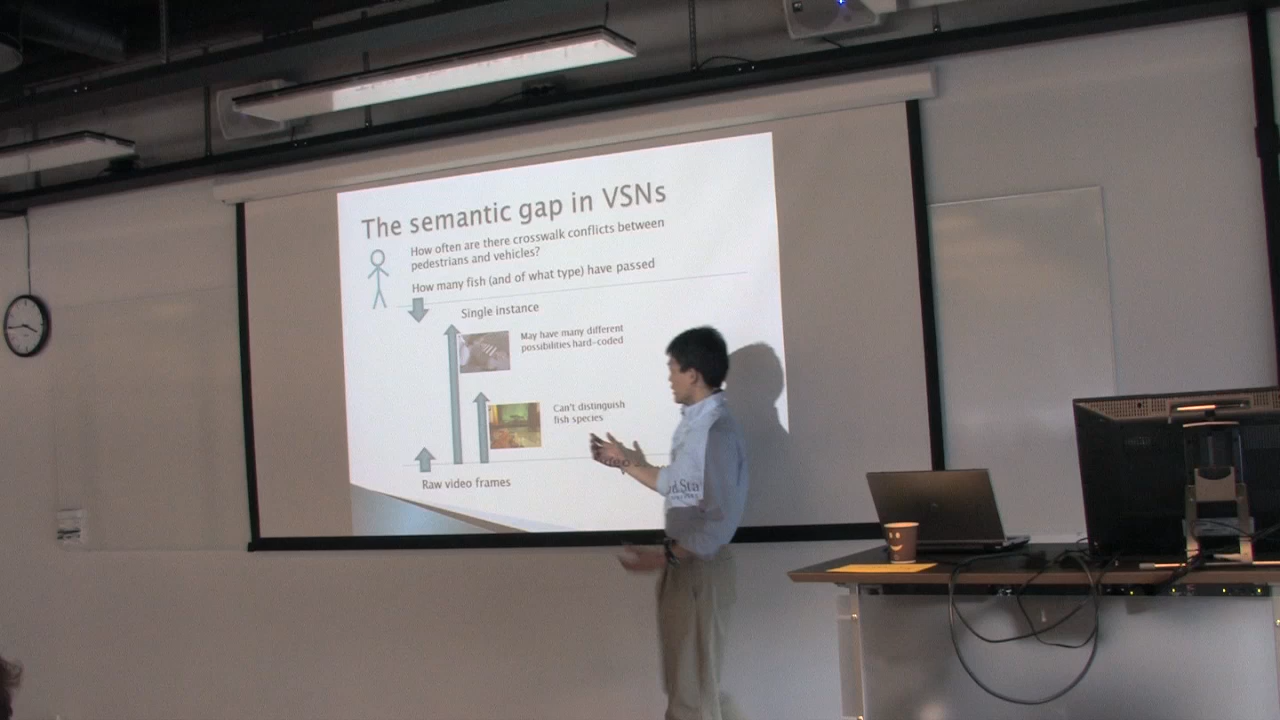 The semantic gap in VSNs
How often are there crosswalk conflicts between
pedestrians and vehicles?
How many fish (and of what type) have passed
Single instance
May have many different
possibilities hard-coded
Can't distinguish
fish species
Raw video frames